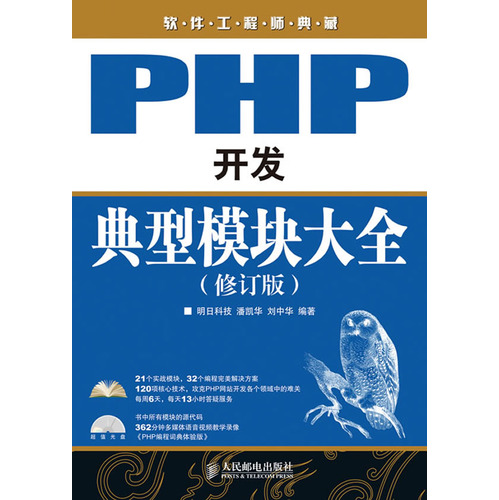 软·件·工·程·师·典·藏
PHP
开发
典型模块大全
(修订版)
■ 明日科技 潘凯华 刘中华 编著
21个实战模块，32个编程完美解决方案
120项核心技术，攻克PHP网站开发各个领域中的难关
每周6天，每天13小时答疑服务
书中所有模块的源代码
362分钟多媒体语音视频教学录像
《PHP编程词典体验版》
超值光盘
人民邮电出版社
POSTS & TELECOM PRESS